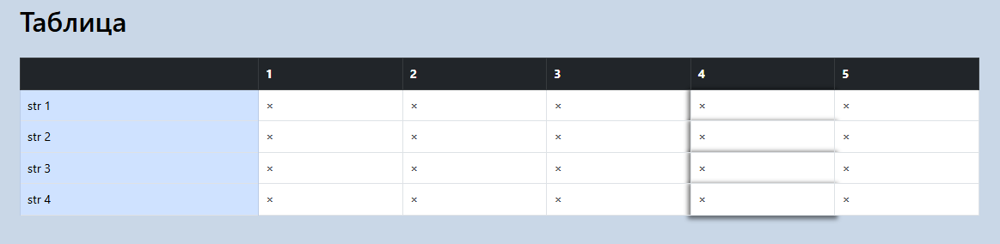 Таблица
1 2 3 4 5
str 1 × × × × ×
str 2 × × × × ×
str 3 × × × × ×
str 4 × × × × ×